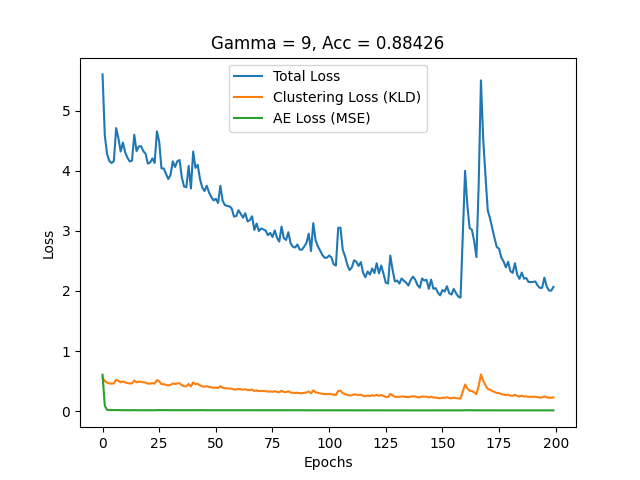 Gamma = 9, Acc = 0.88426
Total Loss
Clustering Loss (KLD)
AE Loss (MSE)
Loss
5
4
3
2
1
0
0 25 50 75 100 125 150 175 200
Epochs